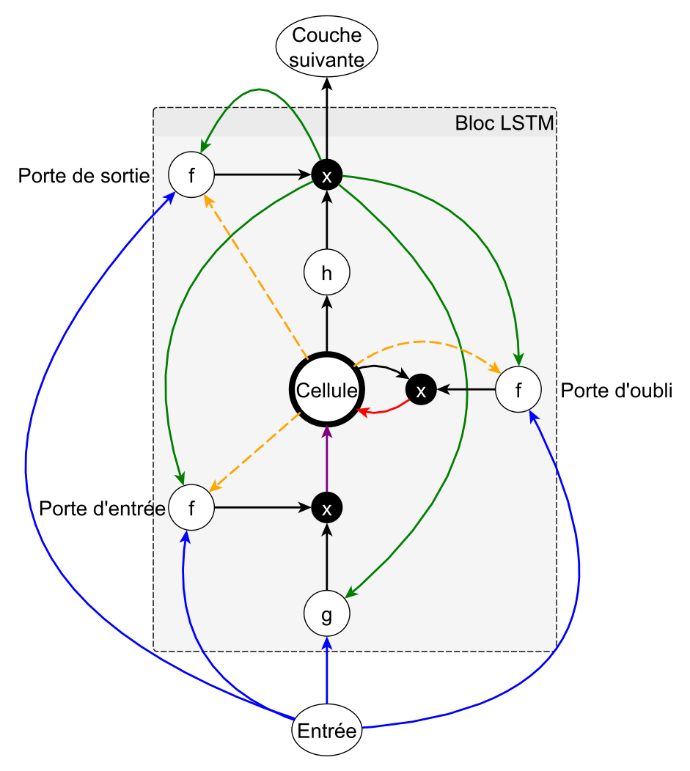 Couche
suivante
Bloc LSTM
Porte de sortie
f
x
h
Cellule
x
f
Porte d'oubli
Porte d'entrée
f
x
g
Entrée